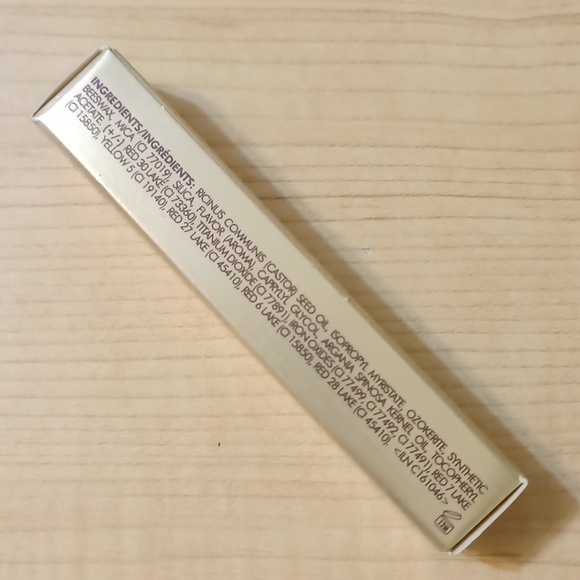 INGREDIENTS/INGRÉDIENTS: RICINUS COMMUNIS (CASTOR) SEED OIL, ISOPROPYL MYRISTATE, OZOKERITE, SYNTHETIC
BEESWAX, MICA (CI 77019), SILICA, FLAVOR (AROMA), CAPRYLYL GLYCOL, ARGANIA SPINOSA KERNEL OIL, TOCOPHERYL
ACETATE. (+/-) RED 30 LAKE (CI 73360), TITANIUM DIOXIDE (CI 77891), IRON OXIDES (CI 77499, CI 77492, CI 77491), RED 7 LAKE
(CI 15850), YELLOW 5 (CI 19140), RED 27 LAKE (CI 45410), RED 6 LAKE (CI 15850), RED 28 LAKE (CI 45410). <ILN C161046>